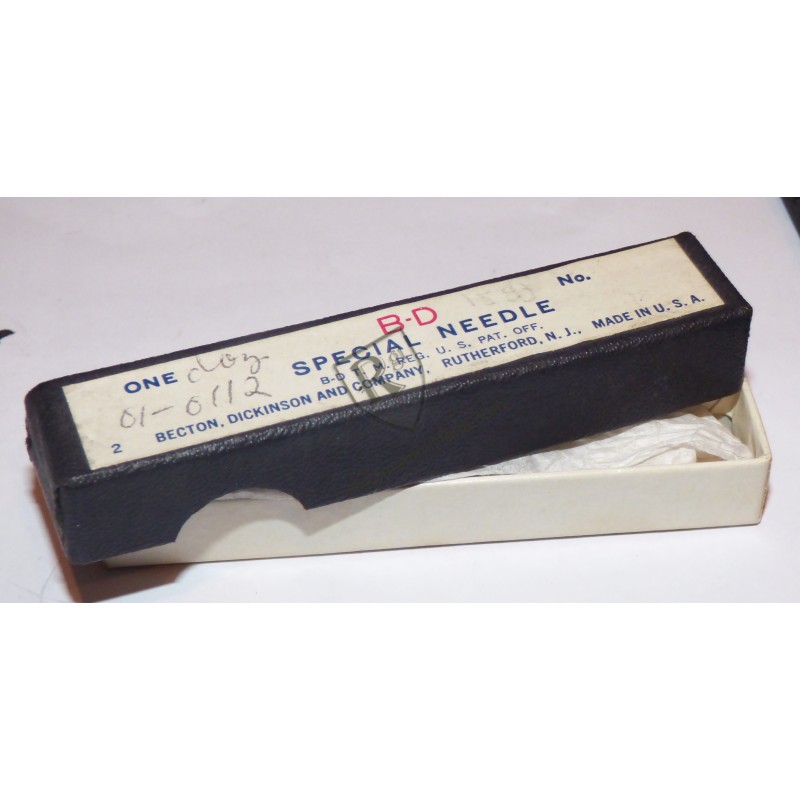 B-D No.
ONE doz SPECIAL NEEDLE
01-0112 B-D REG. U. S. PAT. OFF.
2 BECTON, DICKINSON AND COMPANY, RUTHERFORD, N. J., MADE IN U. S. A.
R